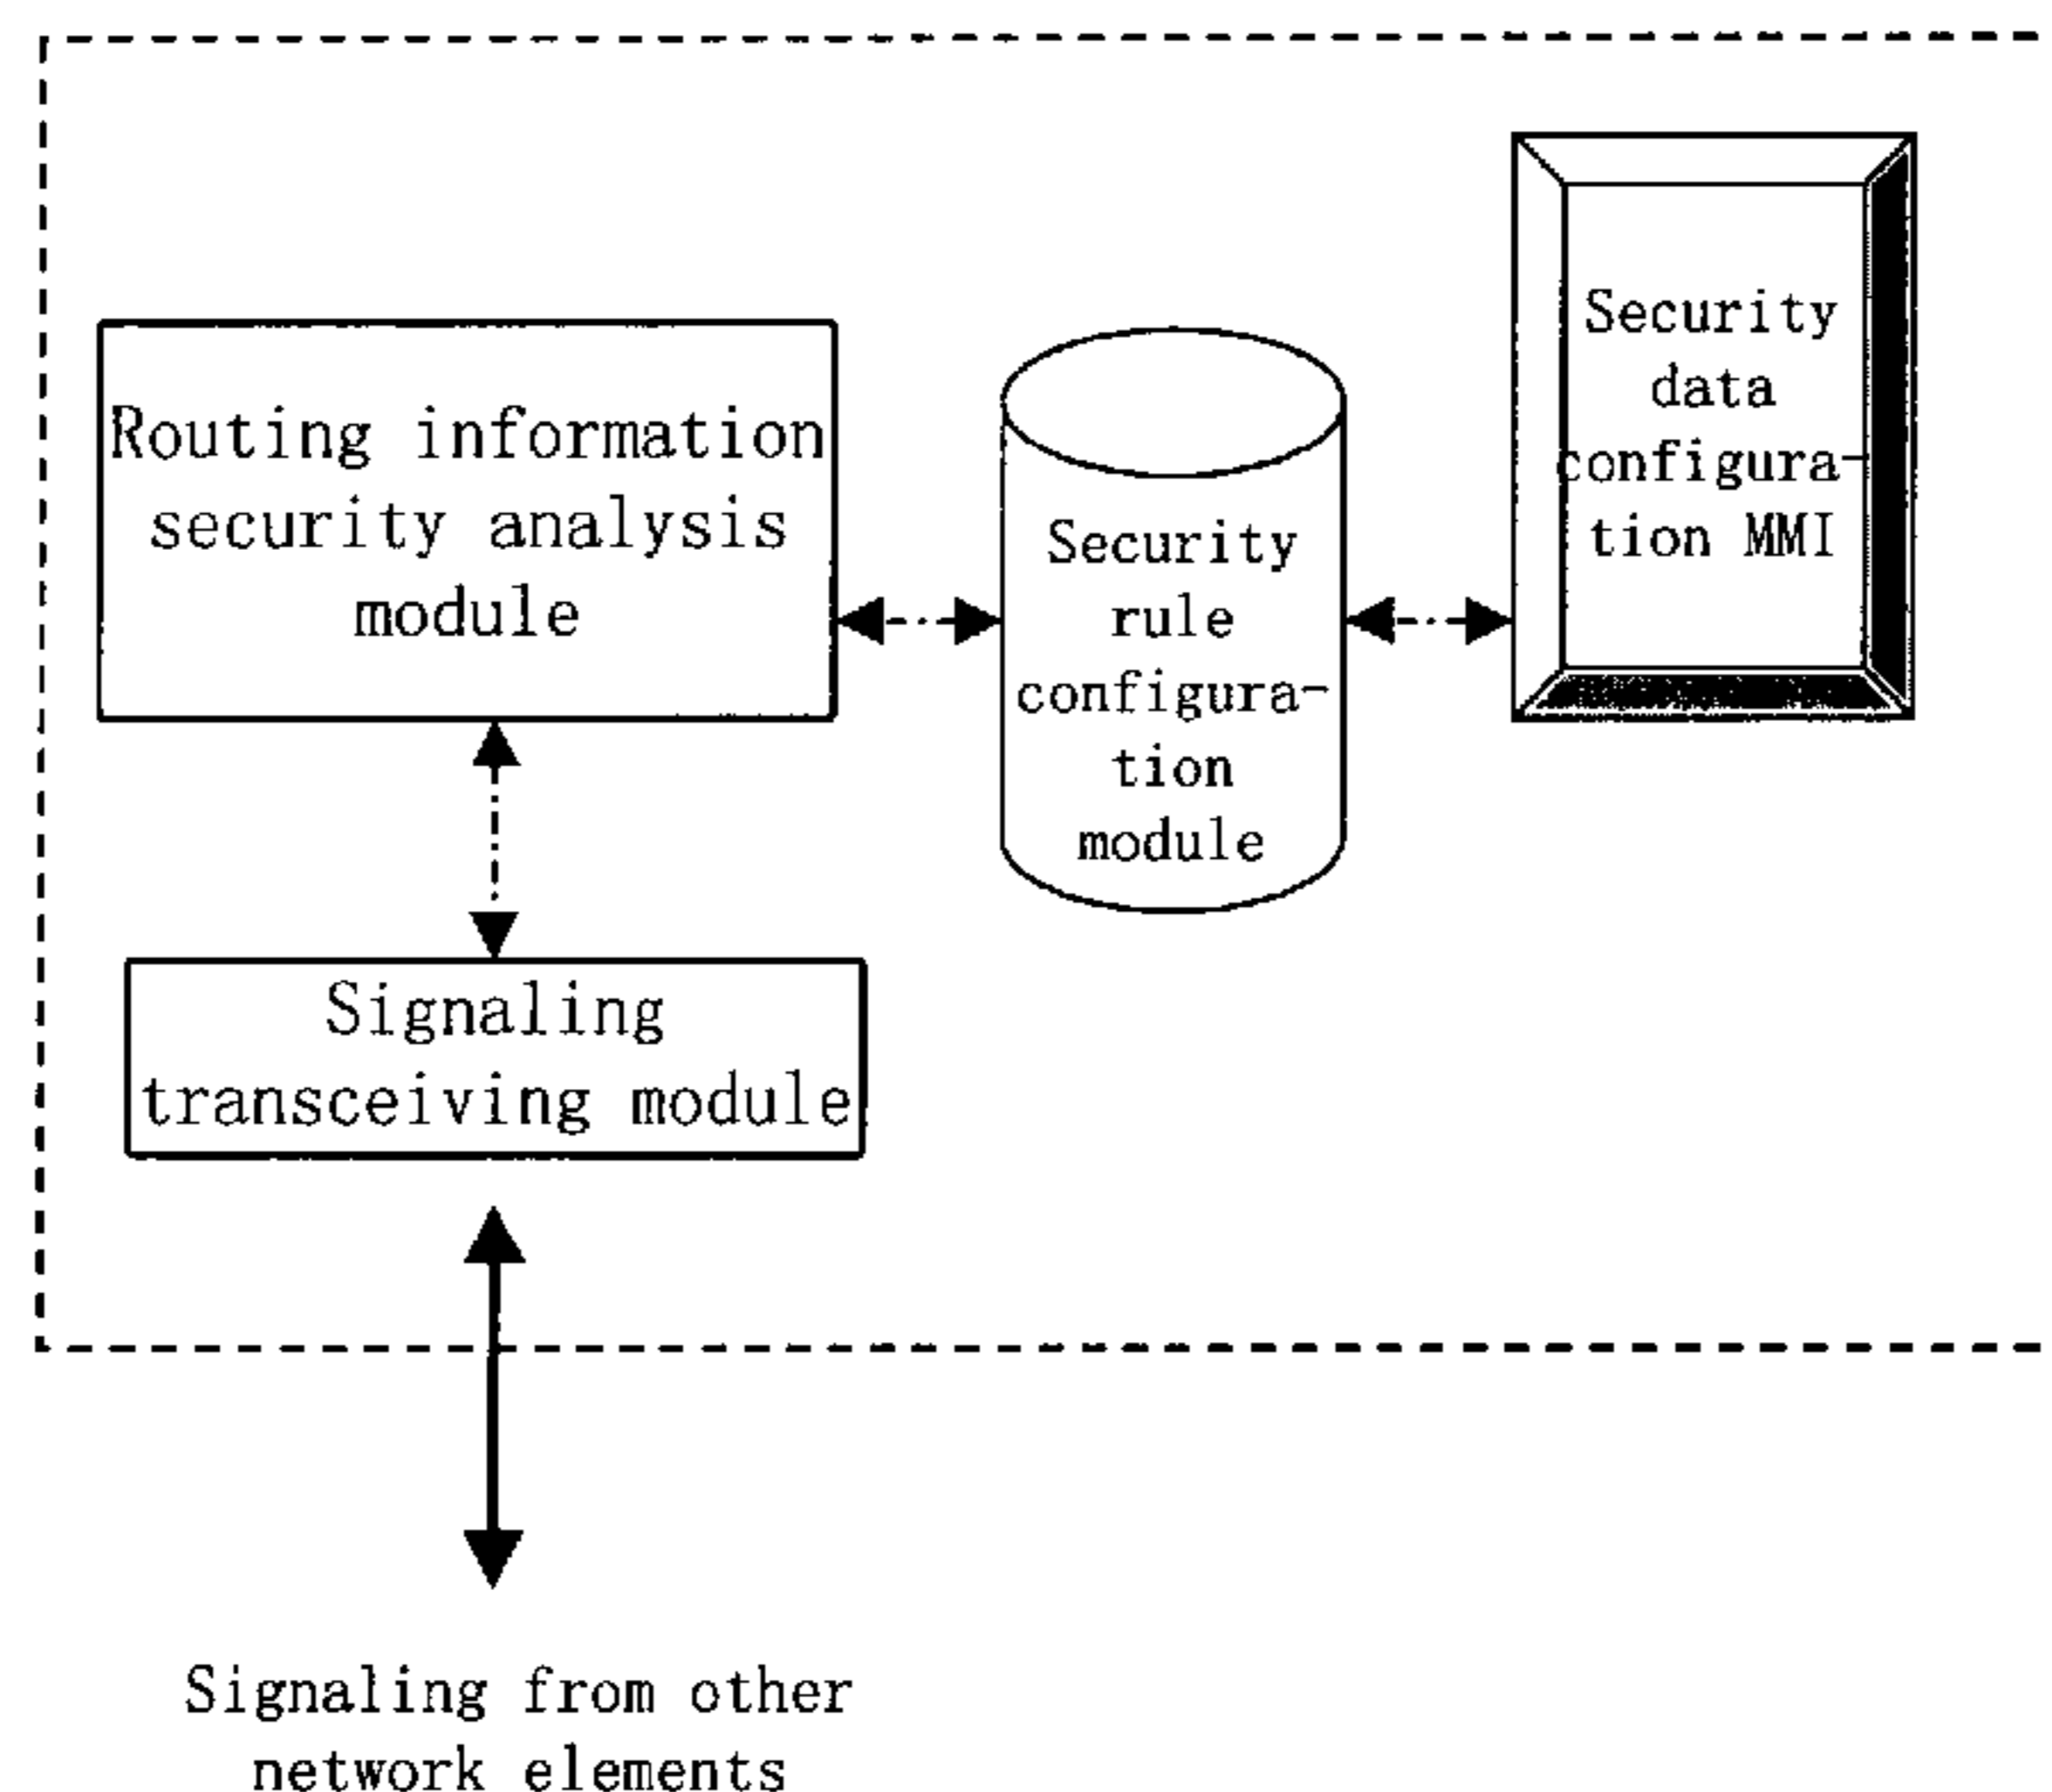 Routing information
security analysis
module
Security
rule
configura-
tion
module
Security
data
configura-
tion MMI
Signaling
transceiving module
Signaling from other
network elements